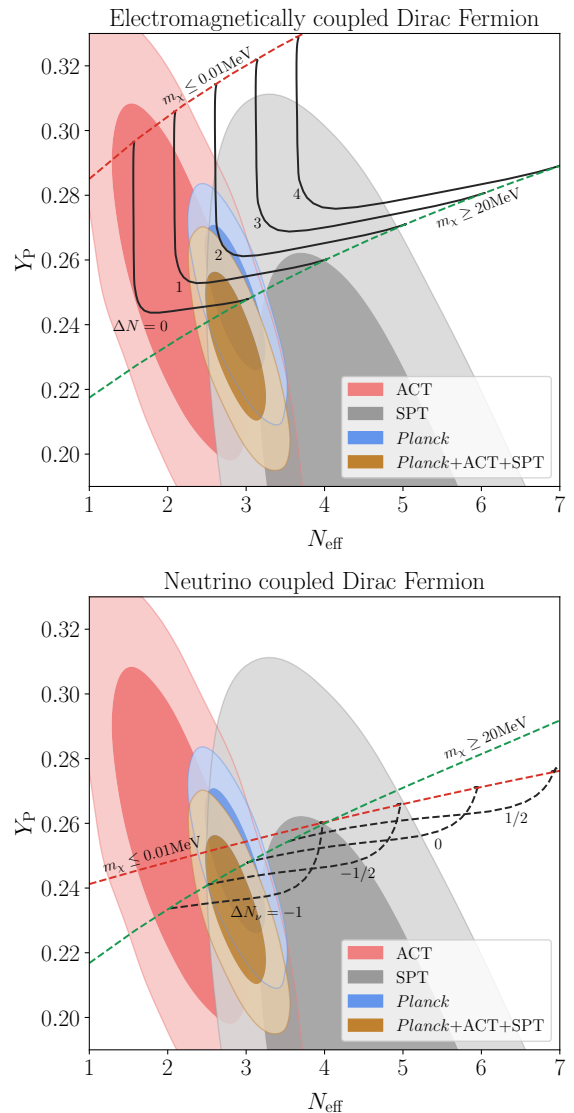 Electromagnetically coupled Dirac Fermion
0.32
0.30
0.28
0.26
0.24
0.22
0.20
Y_P
m_χ ≤ 0.01MeV
4
3
2
1
ΔN = 0
m_χ ≥ 20MeV
ACT
SPT
Planck
Planck+ACT+SPT
1 2 3 4 5 6 7
N_eff
Neutrino coupled Dirac Fermion
0.32
0.30
0.28
0.26
0.24
0.22
0.20
Y_P
m_χ ≥ 20MeV
m_χ ≤ 0.01MeV
1/2
0
−1/2
ΔN_ν = −1
ACT
SPT
Planck
Planck+ACT+SPT
1 2 3 4 5 6 7
N_eff